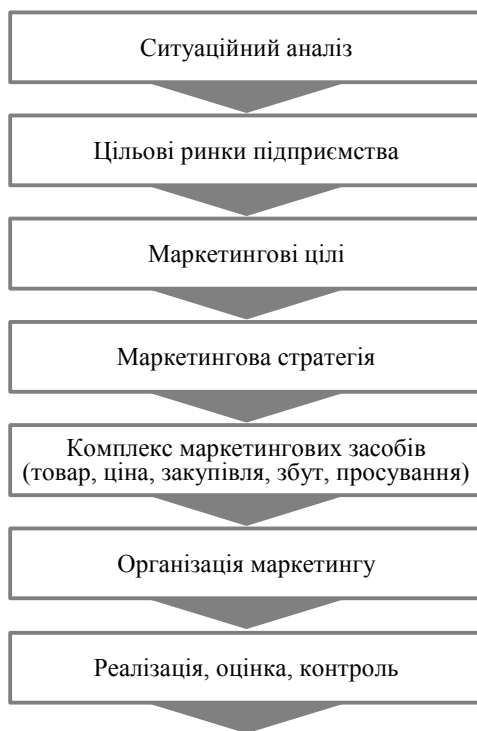 Ситуаційний аналіз
Цільові ринки підприємства
Маркетингові цілі
Маркетингова стратегія
Комплекс маркетингових засобів
(товар, ціна, закупівля, збут, просування)
Організація маркетингу
Реалізація, оцінка, контроль